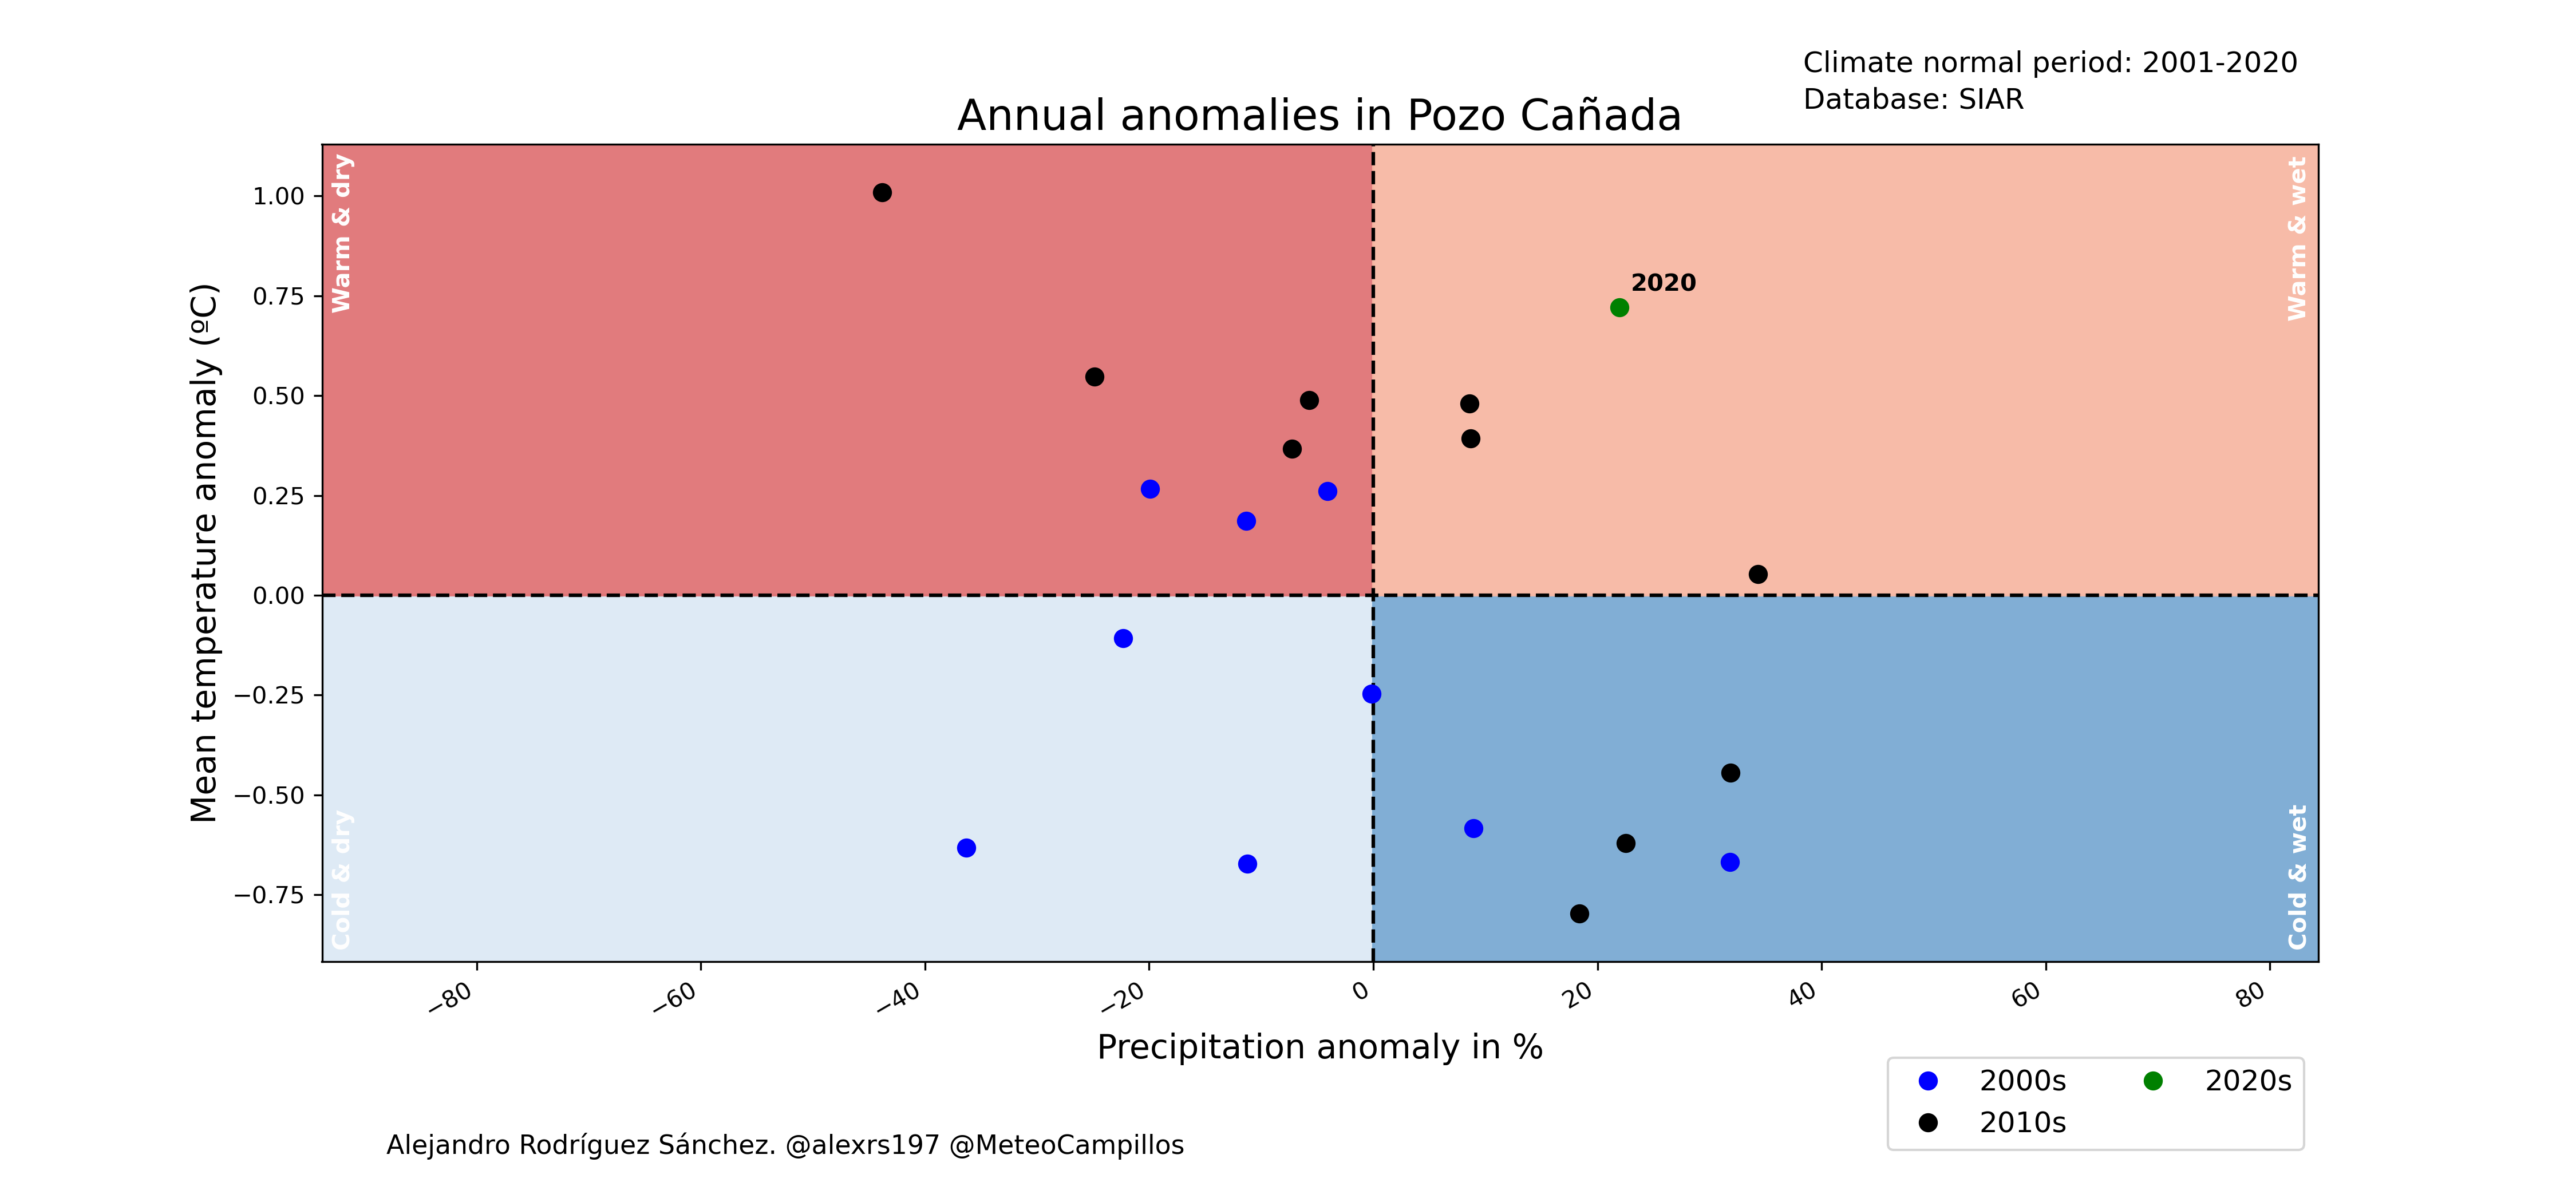 Climate normal period: 2001-2020
Database: SIAR
Annual anomalies in Pozo Cañada
Warm & dry
Warm & wet
1.00
0.75
0.50
0.25
0.00
−0.25
−0.50
−0.75
2020
Mean temperature anomaly (ºC)
Cold & dry
Cold & wet
−80
−60
−40
−20
0
20
40
60
80
Precipitation anomaly in %
2000s
2010s
2020s
Alejandro Rodríguez Sánchez. @alexrs197 @MeteoCampillos